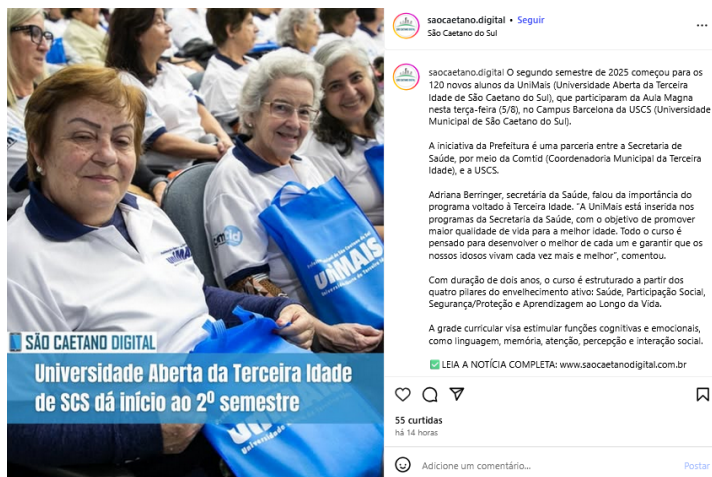 saocaetano.digital • Seguir
São Caetano do Sul
saocaetano.digital O segundo semestre de 2025 começou para os
120 novos alunos da UniMais (Universidade Aberta da Terceira
Idade de São Caetano do Sul), que participaram da Aula Magna
nesta terça-feira (5/8), no Campus Barcelona da USCS (Universidade
Municipal de São Caetano do Sul).
A iniciativa da Prefeitura é uma parceria entre a Secretaria de
Saúde, por meio da Comtid (Coordenadoria Municipal da Terceira
Idade), e a USCS.
Adriana Berringer, secretária da Saúde, falou da importância do
programa voltado à Terceira Idade. “A UniMais está inserida nos
programas da Secretaria da Saúde, com o objetivo de promover
maior qualidade de vida para a melhor idade. Todo o curso é
pensado para desenvolver o melhor de cada um e garantir que os
nossos idosos vivam cada vez mais e melhor”, comentou.
Com duração de dois anos, o curso é estruturado a partir dos
quatro pilares do envelhecimento ativo: Saúde, Participação Social,
Segurança/Proteção e Aprendizagem ao Longo da Vida.
A grade curricular visa estimular funções cognitivas e emocionais,
como linguagem, memória, atenção, percepção e interação social.
✅ LEIA A NOTÍCIA COMPLETA: www.saocaetanodigital.com.br
55 curtidas
há 14 horas
Adicione um comentário...
Postar
comtid
UNIMAIS
UNIMAIS
Universidade Aberta da Terceira Idade
SÃO CAETANO DIGITAL
Universidade Aberta da Terceira Idade
de SCS dá início ao 2º semestre